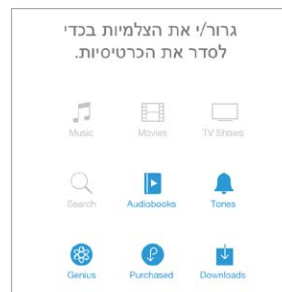 גרור/י את הצלמיות בכדי
לסדר את הכרטיסיות.
Music
Movies
TV Shows
Search
Audiobooks
Tones
Genius
Purchased
Downloads